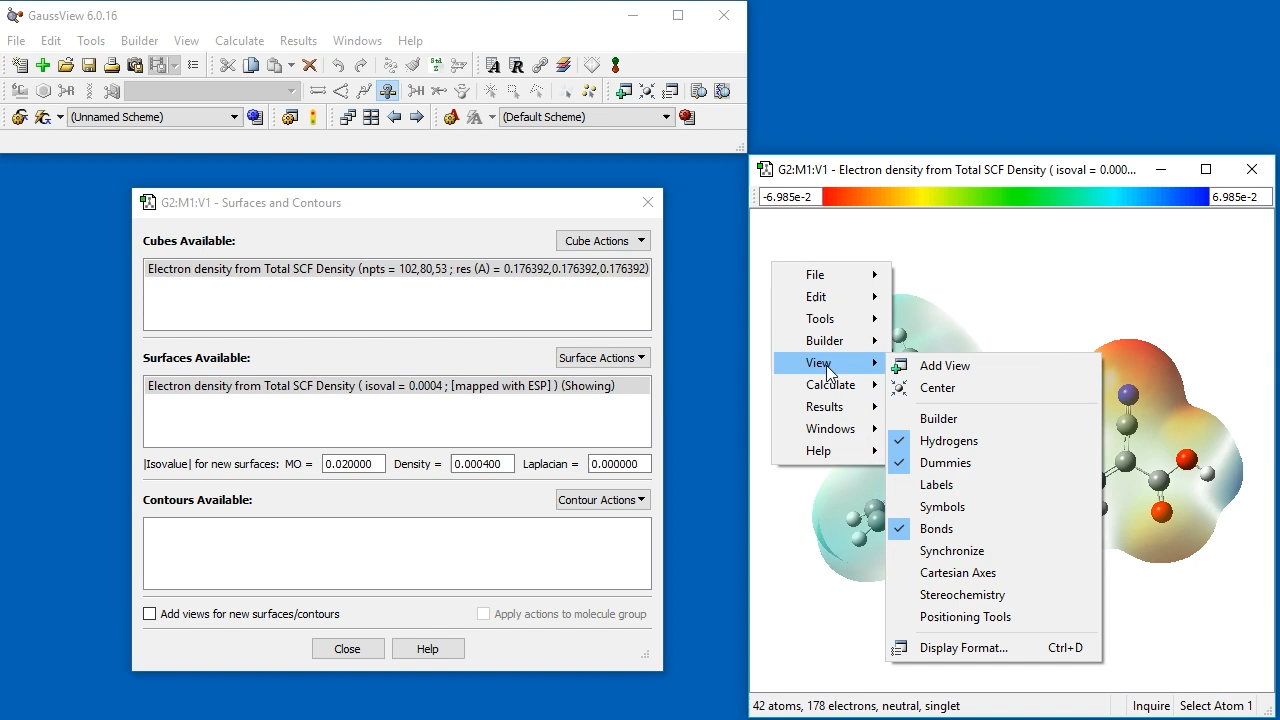 GaussView 6.0.16
File Edit Tools Builder View Calculate Results Windows Help
(Unnamed Scheme) (Default Scheme)
G2:M1:V1 - Surfaces and Contours
Cubes Available: Cube Actions
Electron density from Total SCF Density (npts = 102,80,53 ; res (A) = 0.176392,0.176392,0.176392)
Surfaces Available: Surface Actions
Electron density from Total SCF Density ( isoval = 0.0004 ; [mapped with ESP] ) (Showing)
|Isovalue| for new surfaces: MO = 0.020000 Density = 0.000400 Laplacian = 0.000000
Contours Available: Contour Actions
Add views for new surfaces/contours Apply actions to molecule group
Close Help
G2:M1:V1 - Electron density from Total SCF Density ( isoval = 0.000...
-6.985e-2 6.985e-2
File
Edit
Tools
Builder
View
Calculate
Results
Windows
Help
Add View
Center
Builder
Hydrogens
Dummies
Labels
Symbols
Bonds
Synchronize
Cartesian Axes
Stereochemistry
Positioning Tools
Display Format... Ctrl+D
42 atoms, 178 electrons, neutral, singlet Inquire Select Atom 1